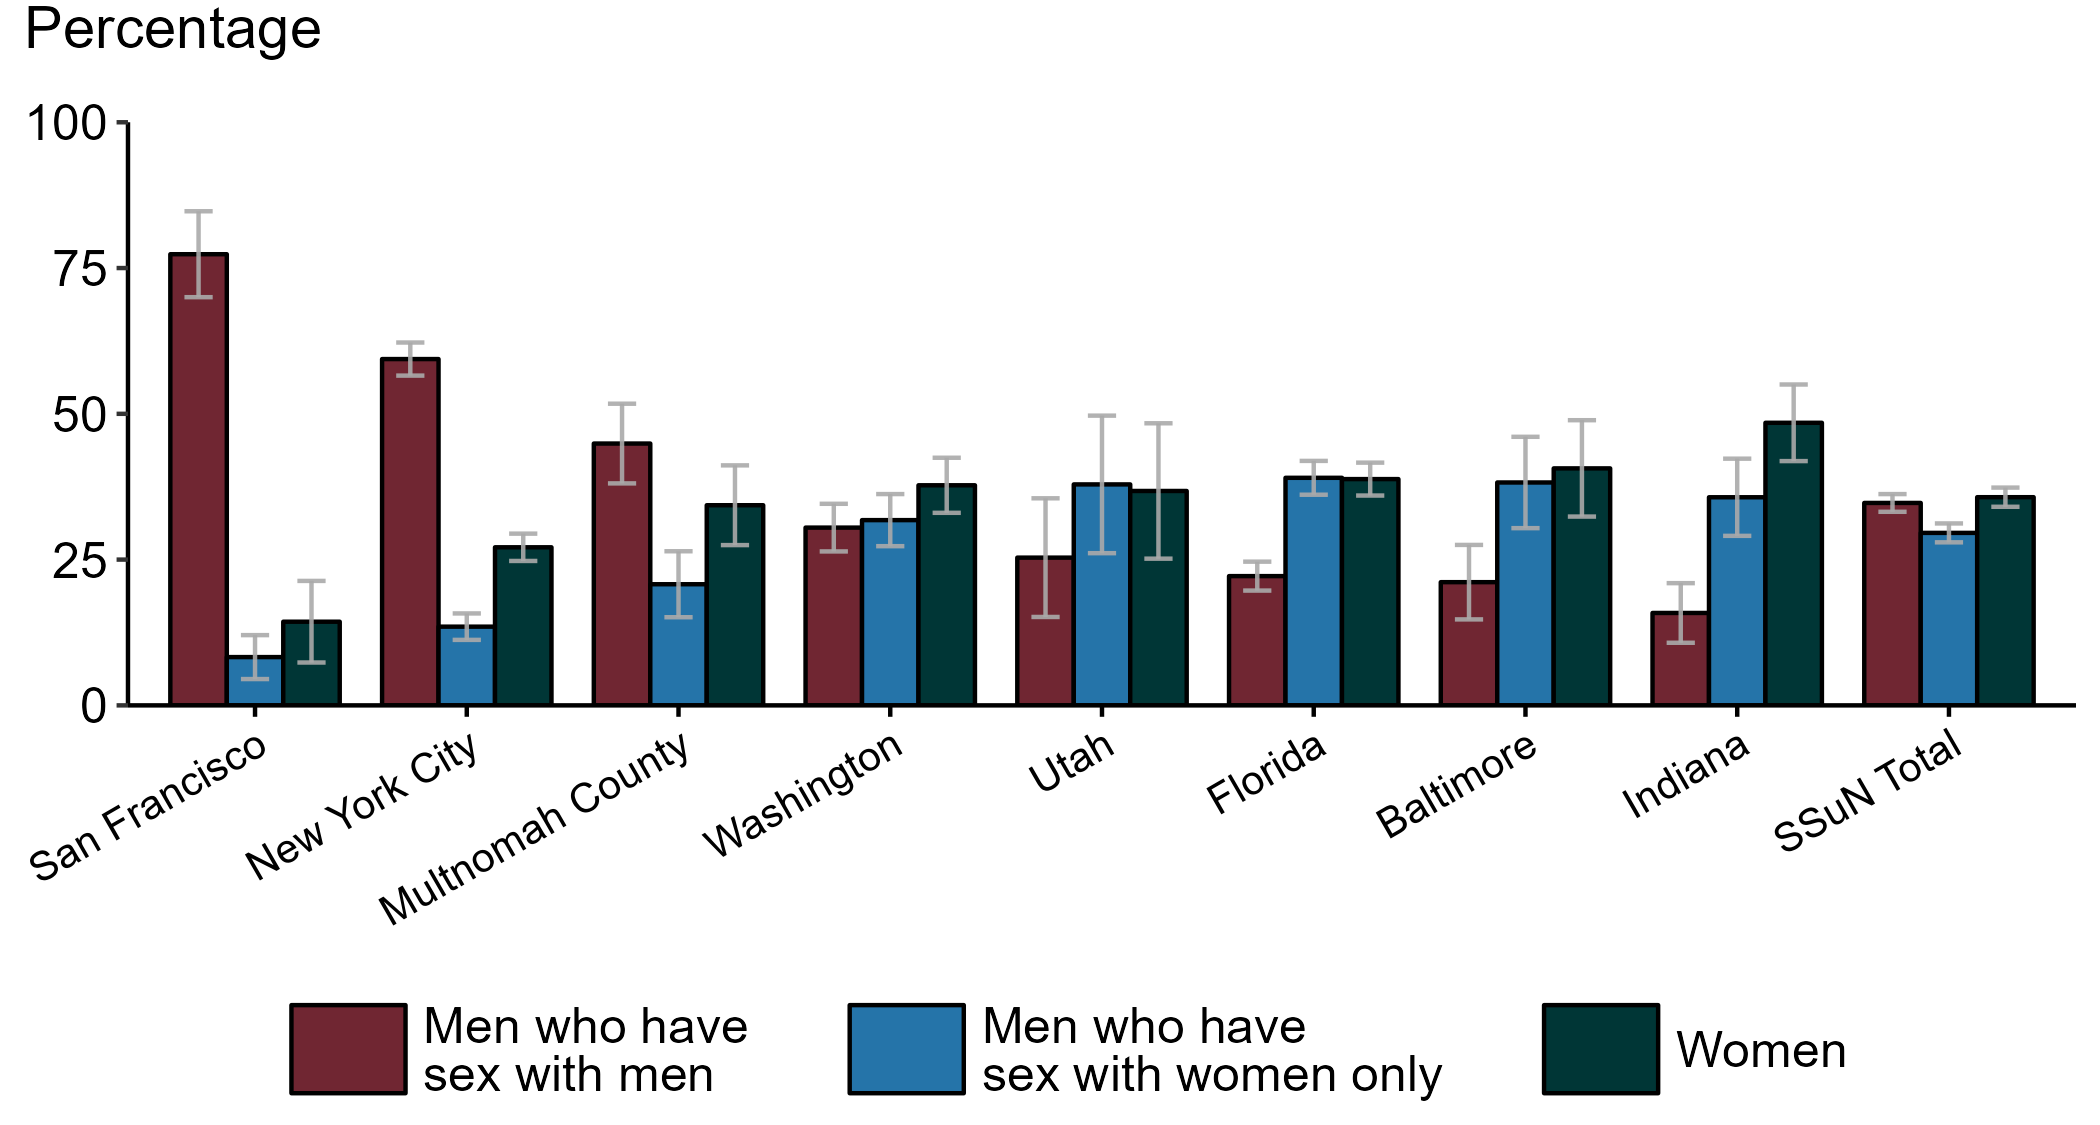 Percentage
100
75
50
25
0
San Francisco
New York City
Multnomah County
Washington
Utah
Florida
Baltimore
Indiana
SSuN Total
Men who have
sex with men
Men who have
sex with women only
Women